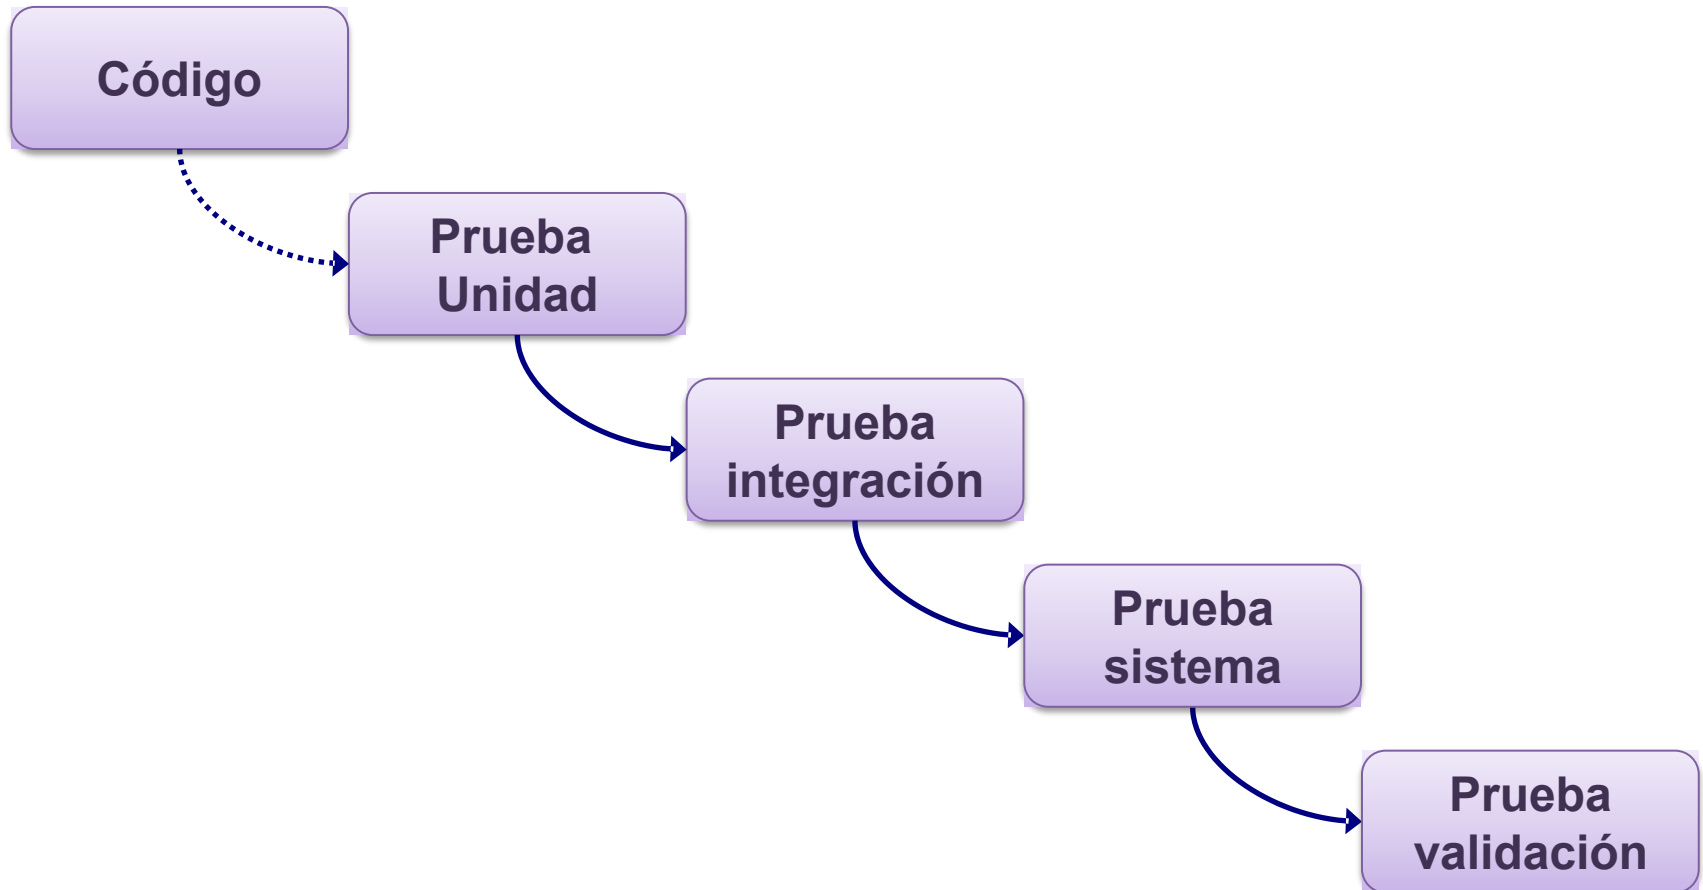 Código
Prueba
Unidad
Prueba
integración
Prueba
sistema
Prueba
validación